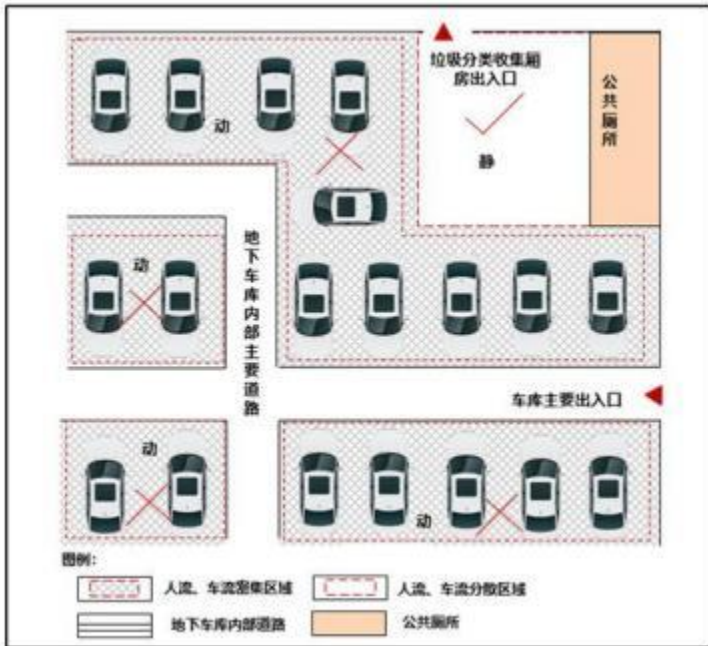 垃圾分类收集厢
房出入口
公共厕所
动
静
动
地下车库内部主要道路
车库主要出入口
动
动
图例：
人流、车流密集区域
人流、车流分散区域
地下车库内部道路
公共厕所